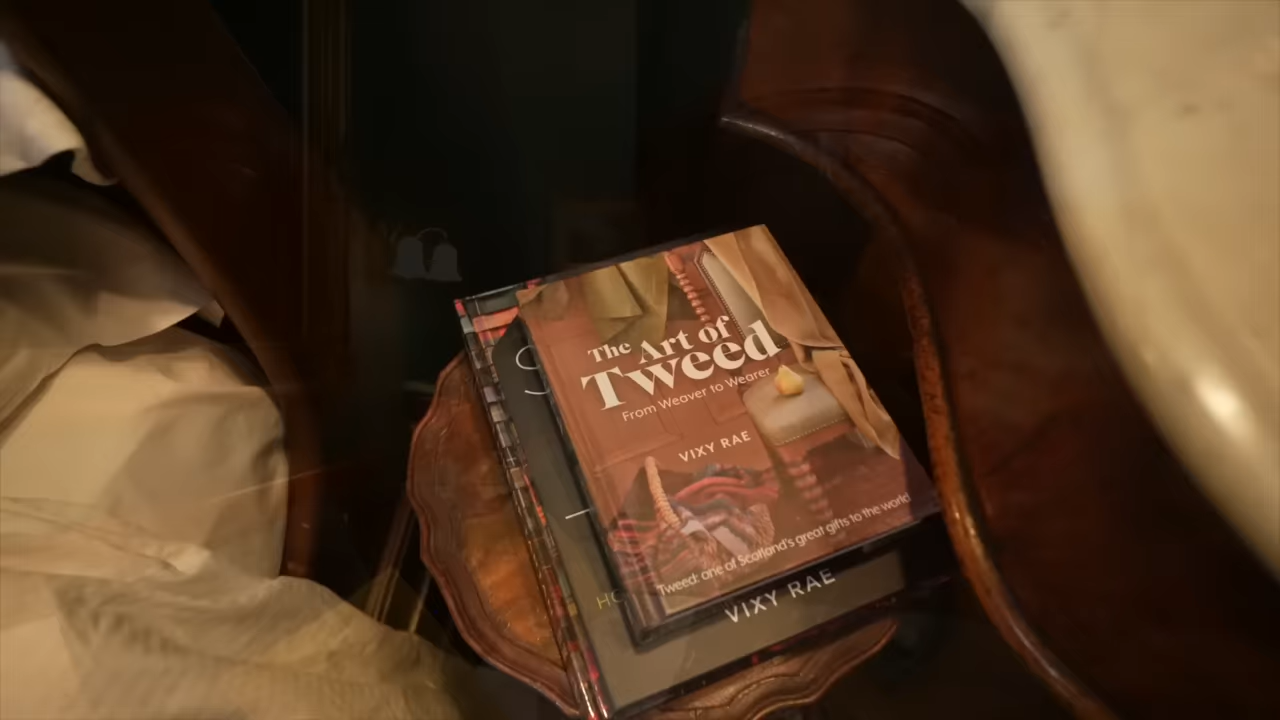 The Art of
Tweed
From Weaver to Wearer
VIXY RAE
Tweed: one of Scotland's great gifts to the world
VIXY RAE